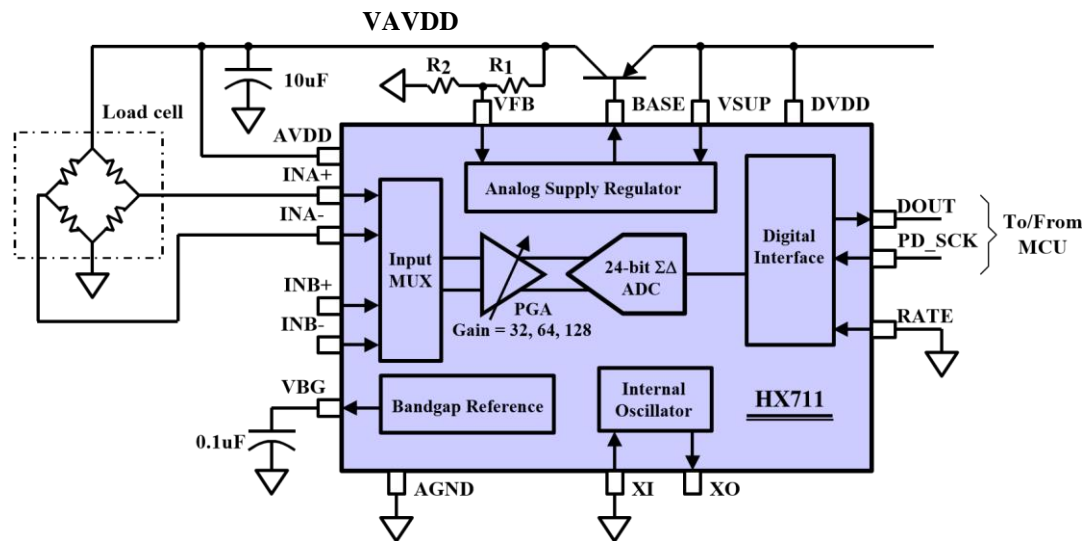 VAVDD
R2 R1
10uF
VFB BASE VSUP DVDD
Load cell
AVDD
INA+
Analog Supply Regulator
INA-
DOUT
To/From
MCU
PD_SCK
Input
MUX
24-bit ΣΔ
ADC
Digital
Interface
INB+
PGA
Gain = 32, 64, 128
INB-
RATE
VBG
Bandgap Reference
Internal
Oscillator
HX711
0.1uF
AGND XI XO